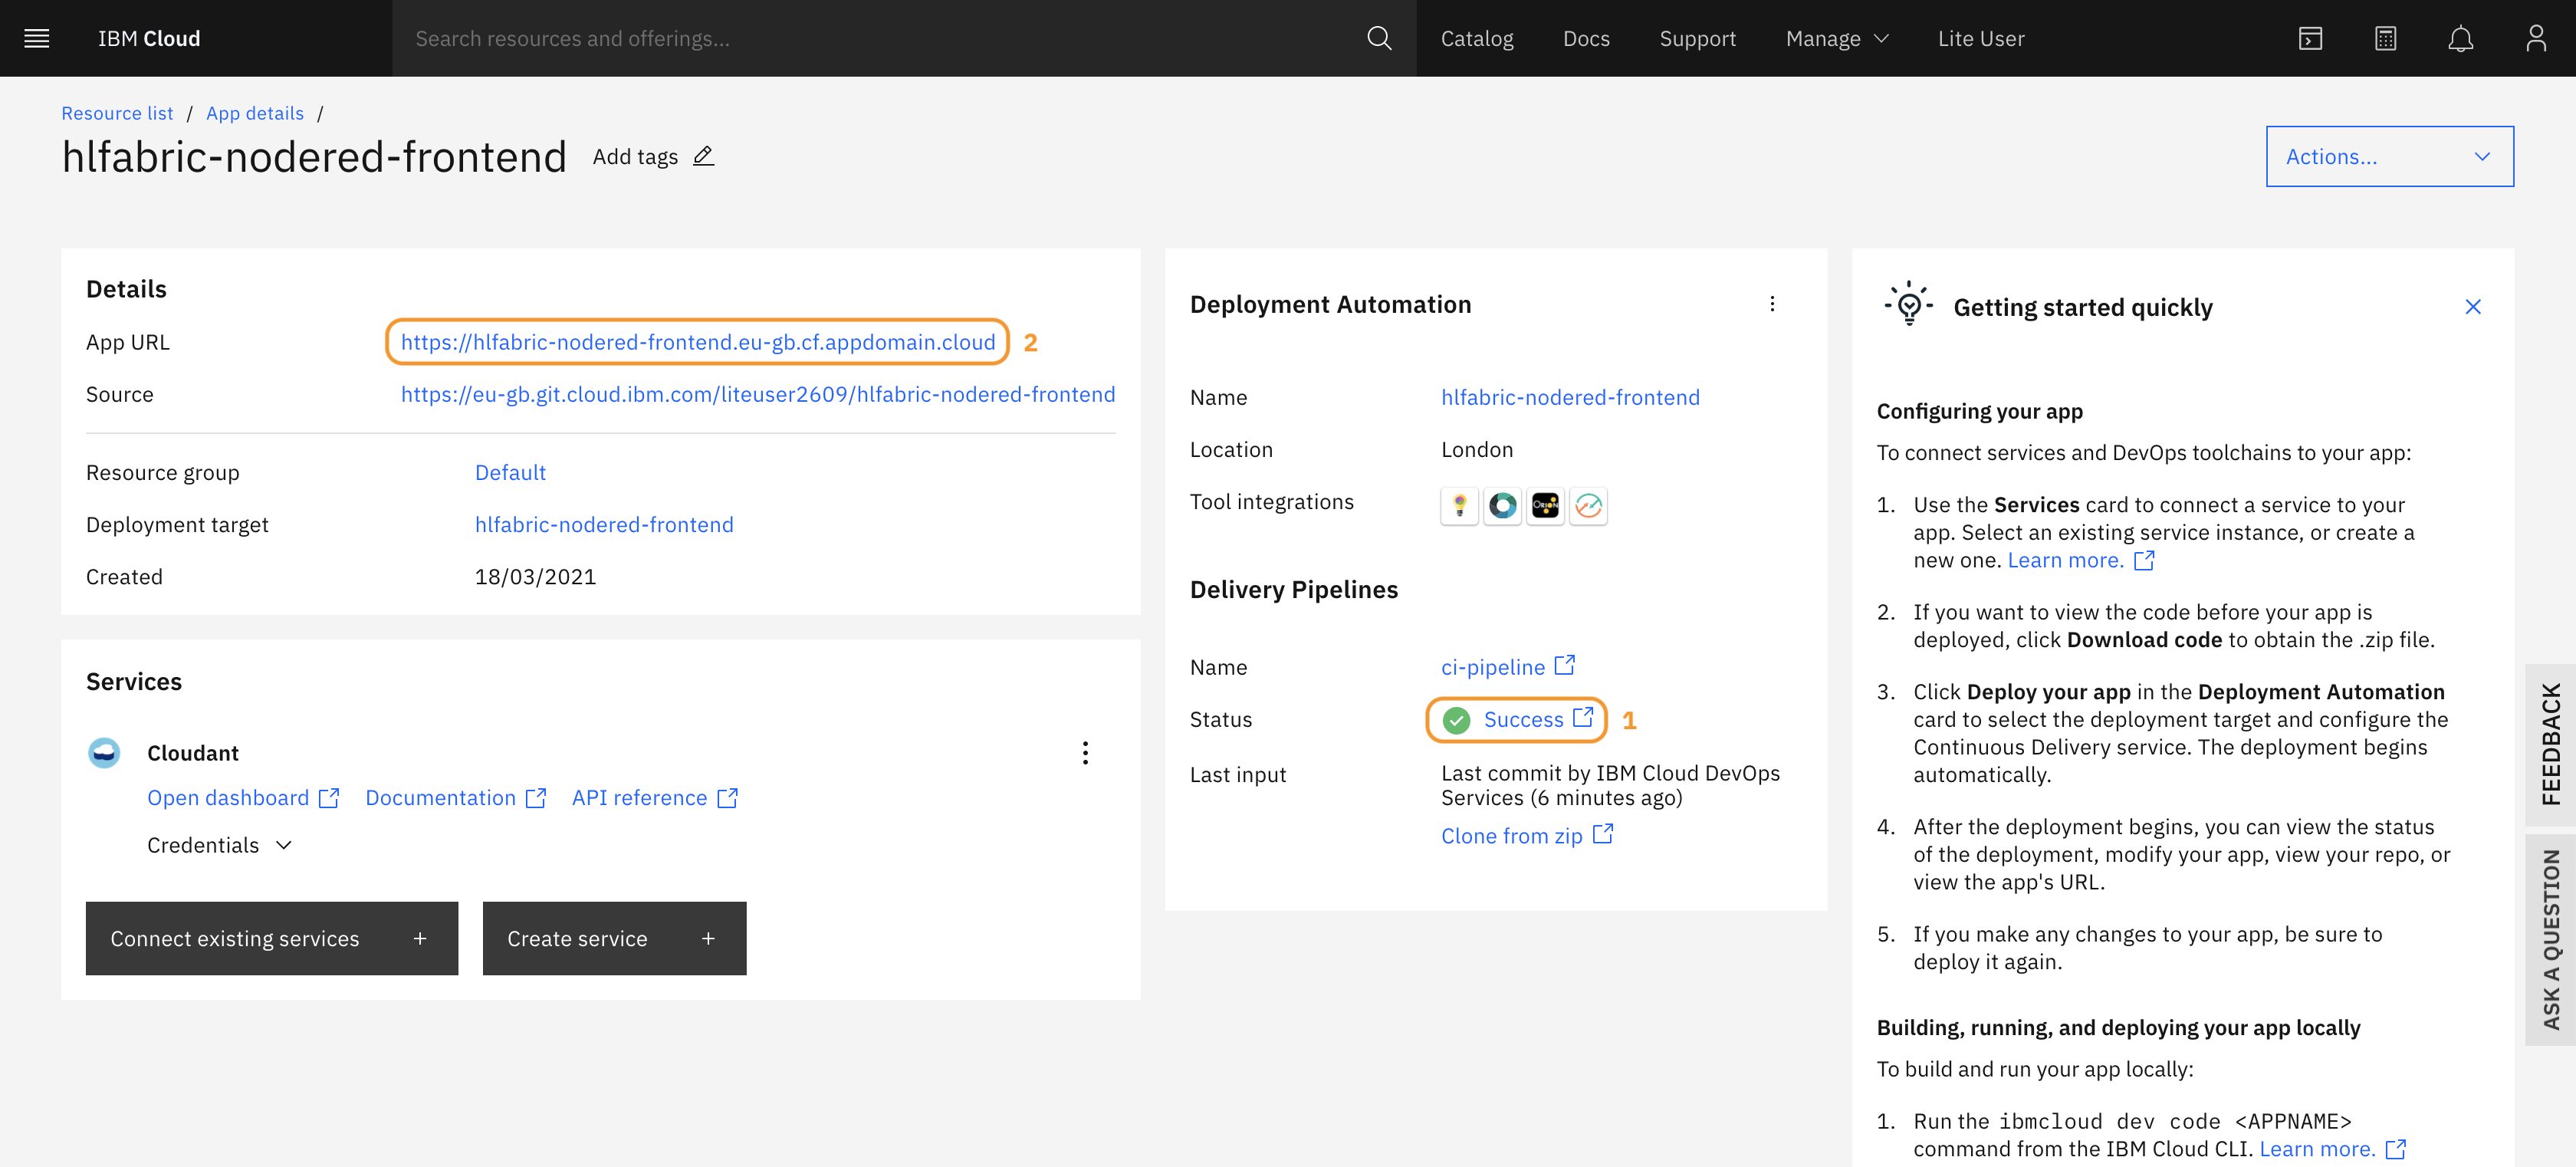 IBM Cloud
Search resources and offerings...
Catalog
Docs
Support
Manage
Lite User
Resource list / App details /
hlfabric-nodered-frontend
Add tags
Actions...
Details
App URL
https://hlfabric-nodered-frontend.eu-gb.cf.appdomain.cloud
2
Source
https://eu-gb.git.cloud.ibm.com/liteuser2609/hlfabric-nodered-frontend
Resource group
Default
Deployment target
hlfabric-nodered-frontend
Created
18/03/2021
Services
Cloudant
Open dashboard
Documentation
API reference
Credentials
Connect existing services +
Create service +
Deployment Automation
Name
hlfabric-nodered-frontend
Location
London
Tool integrations
ORION
Delivery Pipelines
Name
ci-pipeline
Status
Success
1
Last input
Last commit by IBM Cloud DevOps
Services (6 minutes ago)
Clone from zip
Getting started quickly
Configuring your app
To connect services and DevOps toolchains to your app:
1. Use the Services card to connect a service to your
app. Select an existing service instance, or create a
new one. Learn more.
2. If you want to view the code before your app is
deployed, click Download code to obtain the .zip file.
3. Click Deploy your app in the Deployment Automation
card to select the deployment target and configure the
Continuous Delivery service. The deployment begins
automatically.
4. After the deployment begins, you can view the status
of the deployment, modify your app, view your repo, or
view the app's URL.
5. If you make any changes to your app, be sure to
deploy it again.
Building, running, and deploying your app locally
To build and run your app locally:
1. Run the ibmcloud dev code <APPNAME>
command from the IBM Cloud CLI. Learn more.
FEEDBACK
ASK A QUESTION